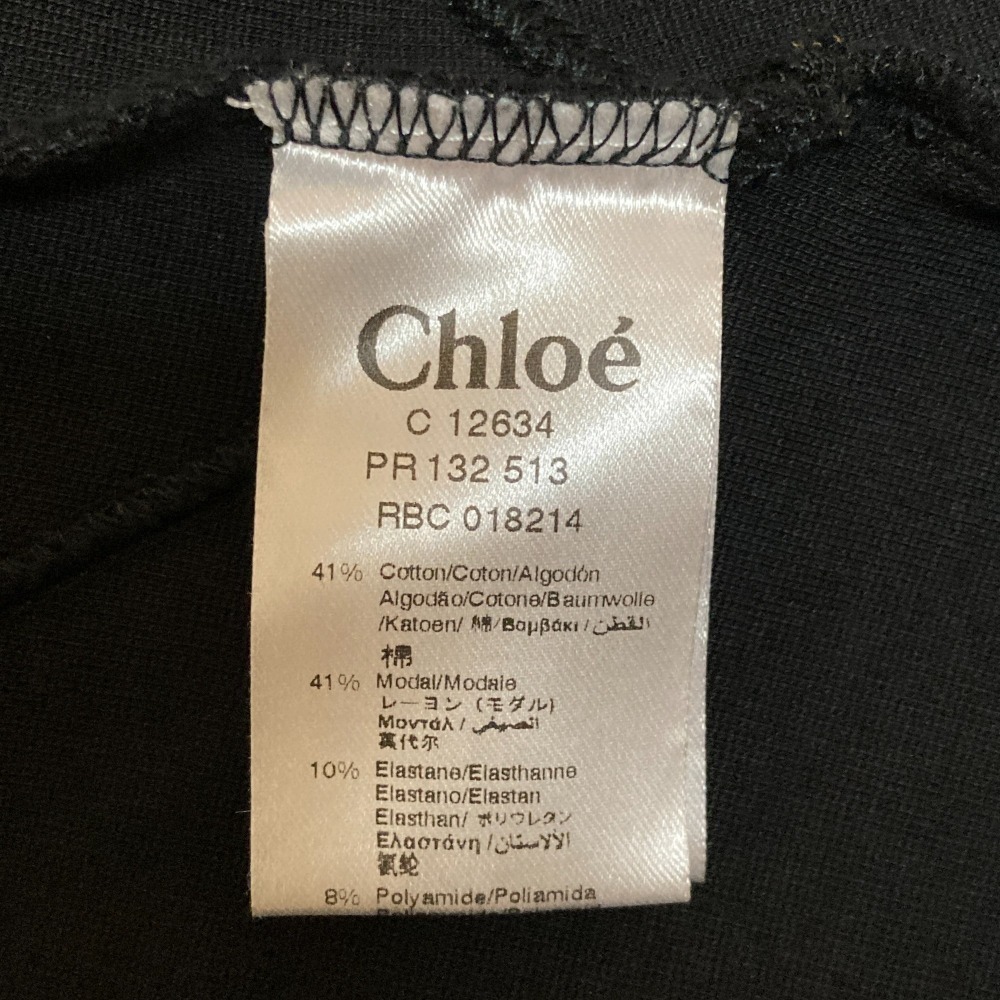 Chloé
C 12634
PR 132 513
RBC 018214
41% Cotton/Coton/Algodón
Algodão/Cotone/Baumwolle
/Katoen/ 綿/Βαμβάκι/القطن
棉
41% Modal/Modale
レーヨン (モダル)
Μοντάλ /
莫代尔
10% Elastane/Elasthanne
Elastano/Elastan
Elasthan/ ポリウレタン
Ελαστάνη /الالاستان
氨纶
8% Polyamide/Poliamida